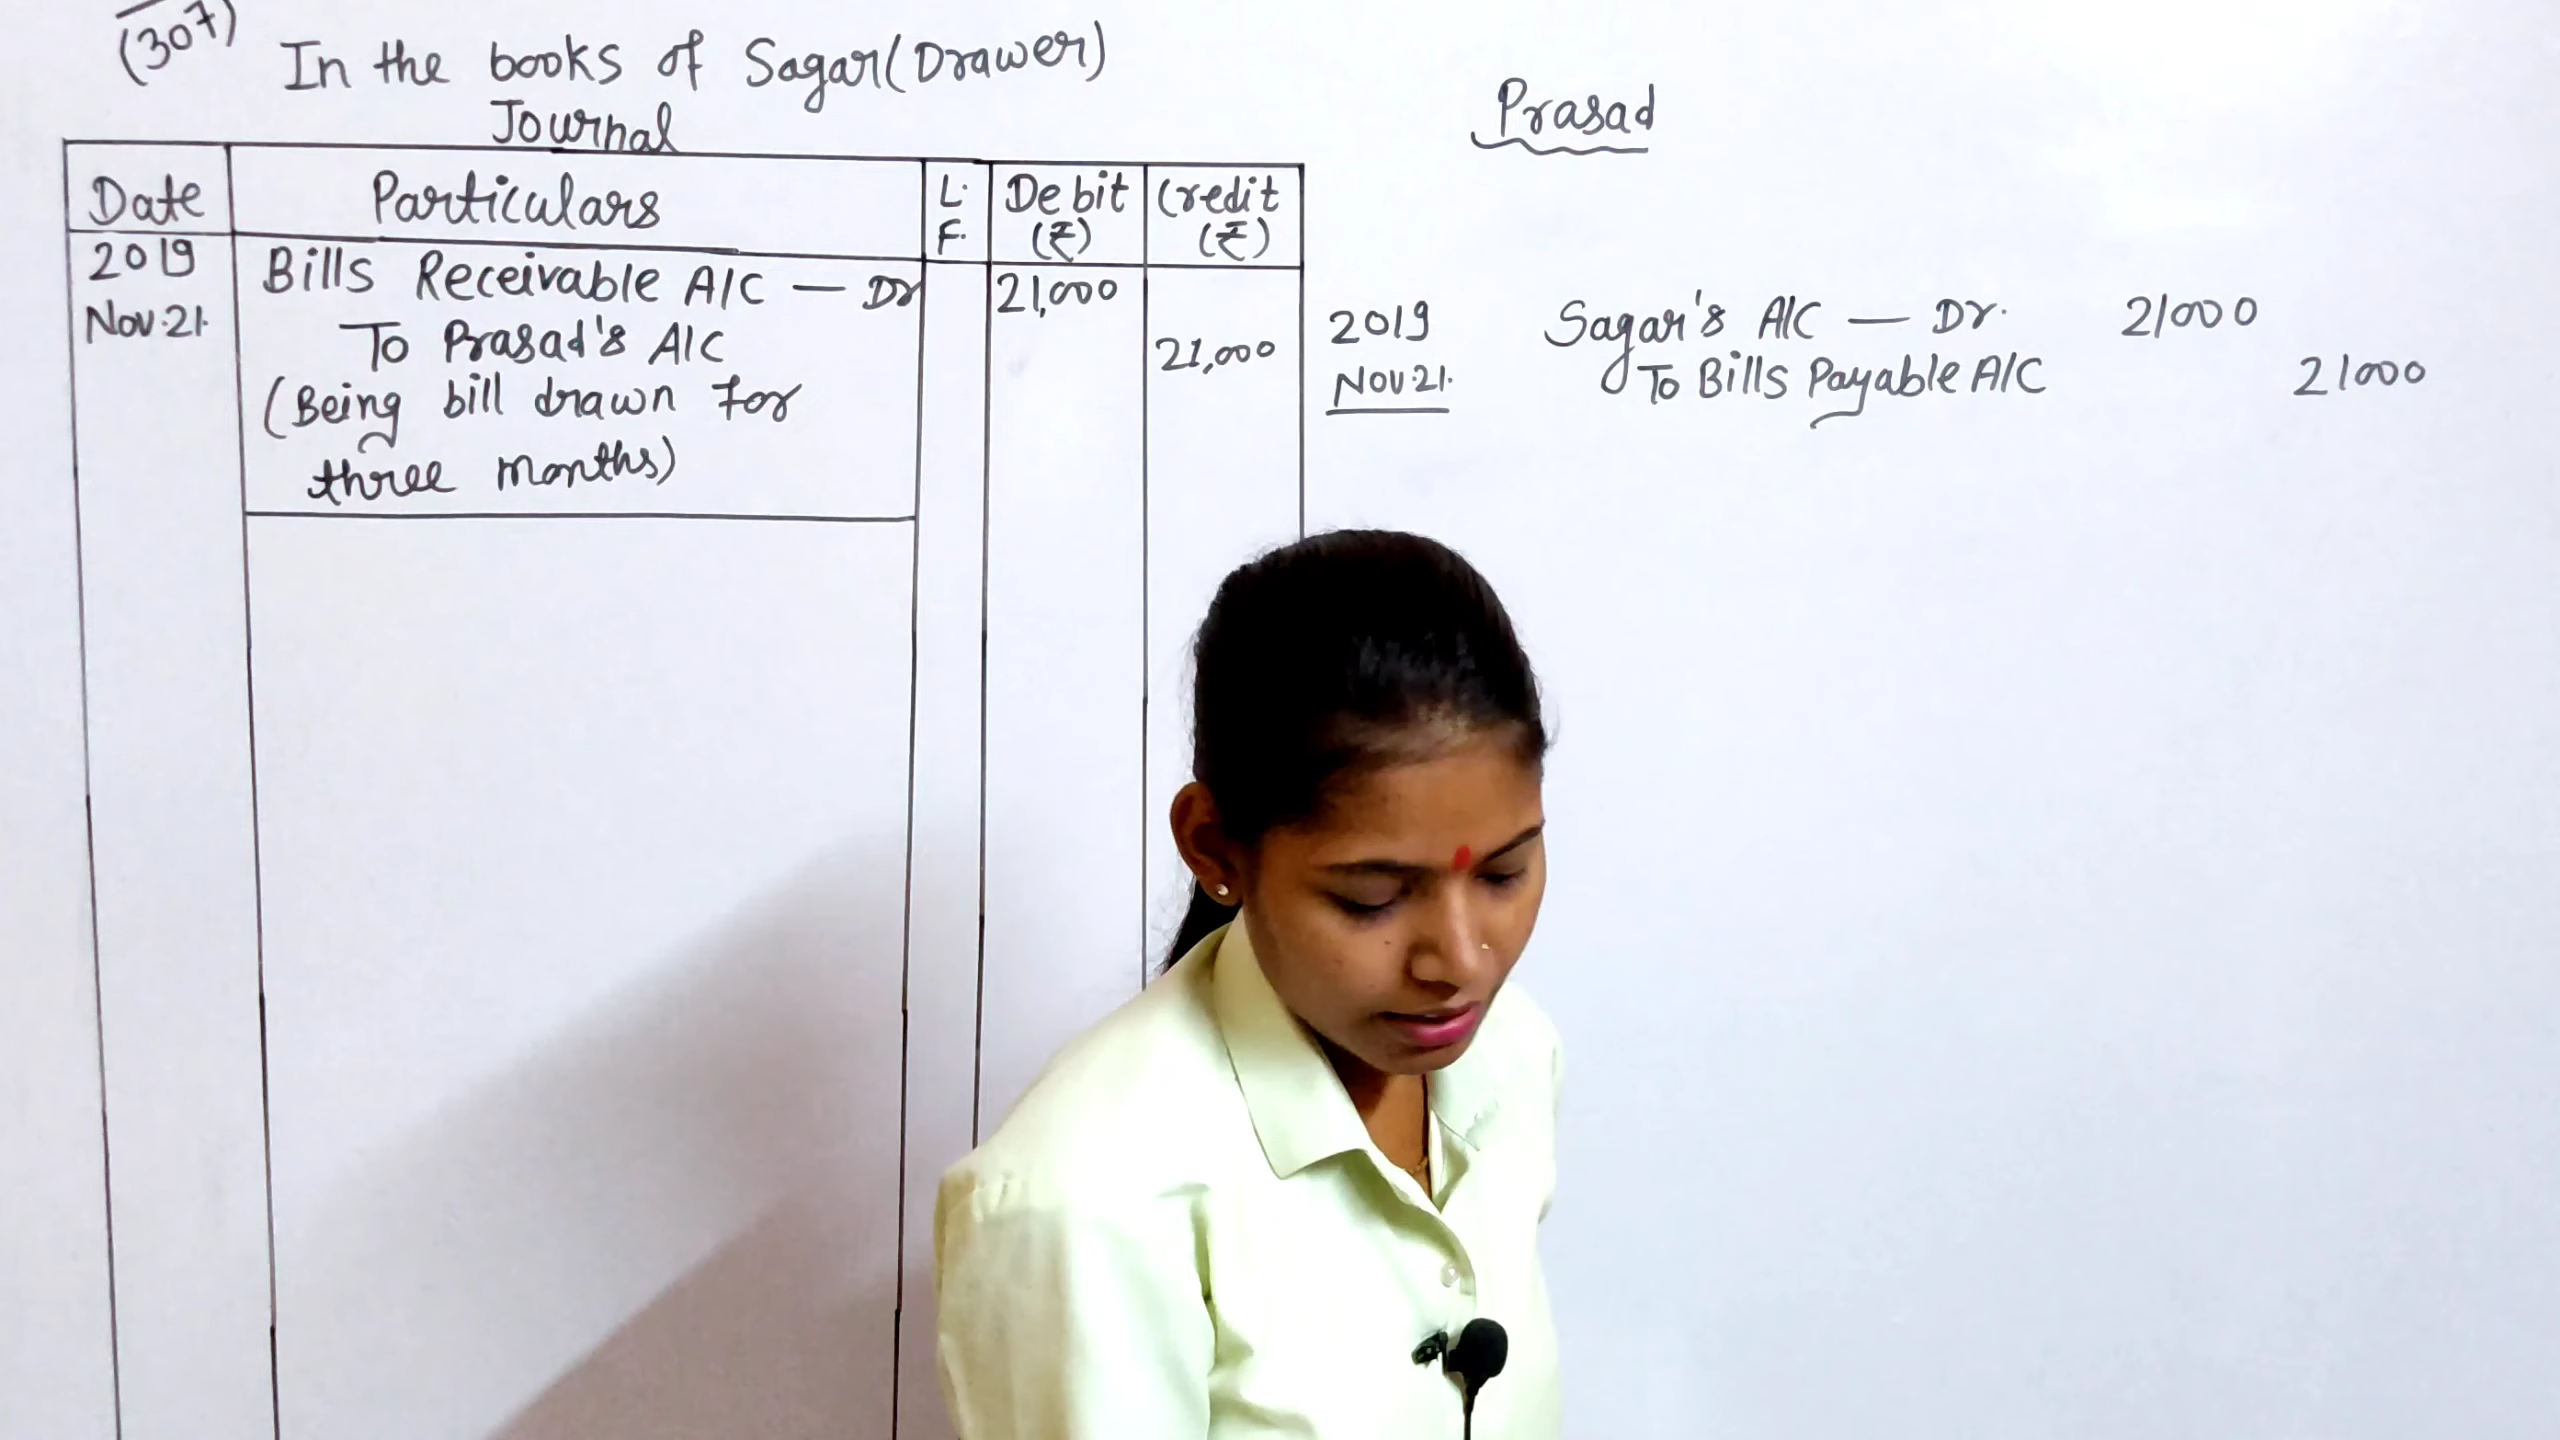 (307)
In the books of Sagar(Drawer)
Journal
Date Particulars L.F. Debit (₹) Credit (₹)
2019
Nov.21. Bills Receivable A/C — Dr 21,000
To Prasad's A/C 21,000
(Being bill drawn for
three months)
Prasad
2019 Sagar's A/C — Dr. 21000
Nov.21. To Bills Payable A/C 21000